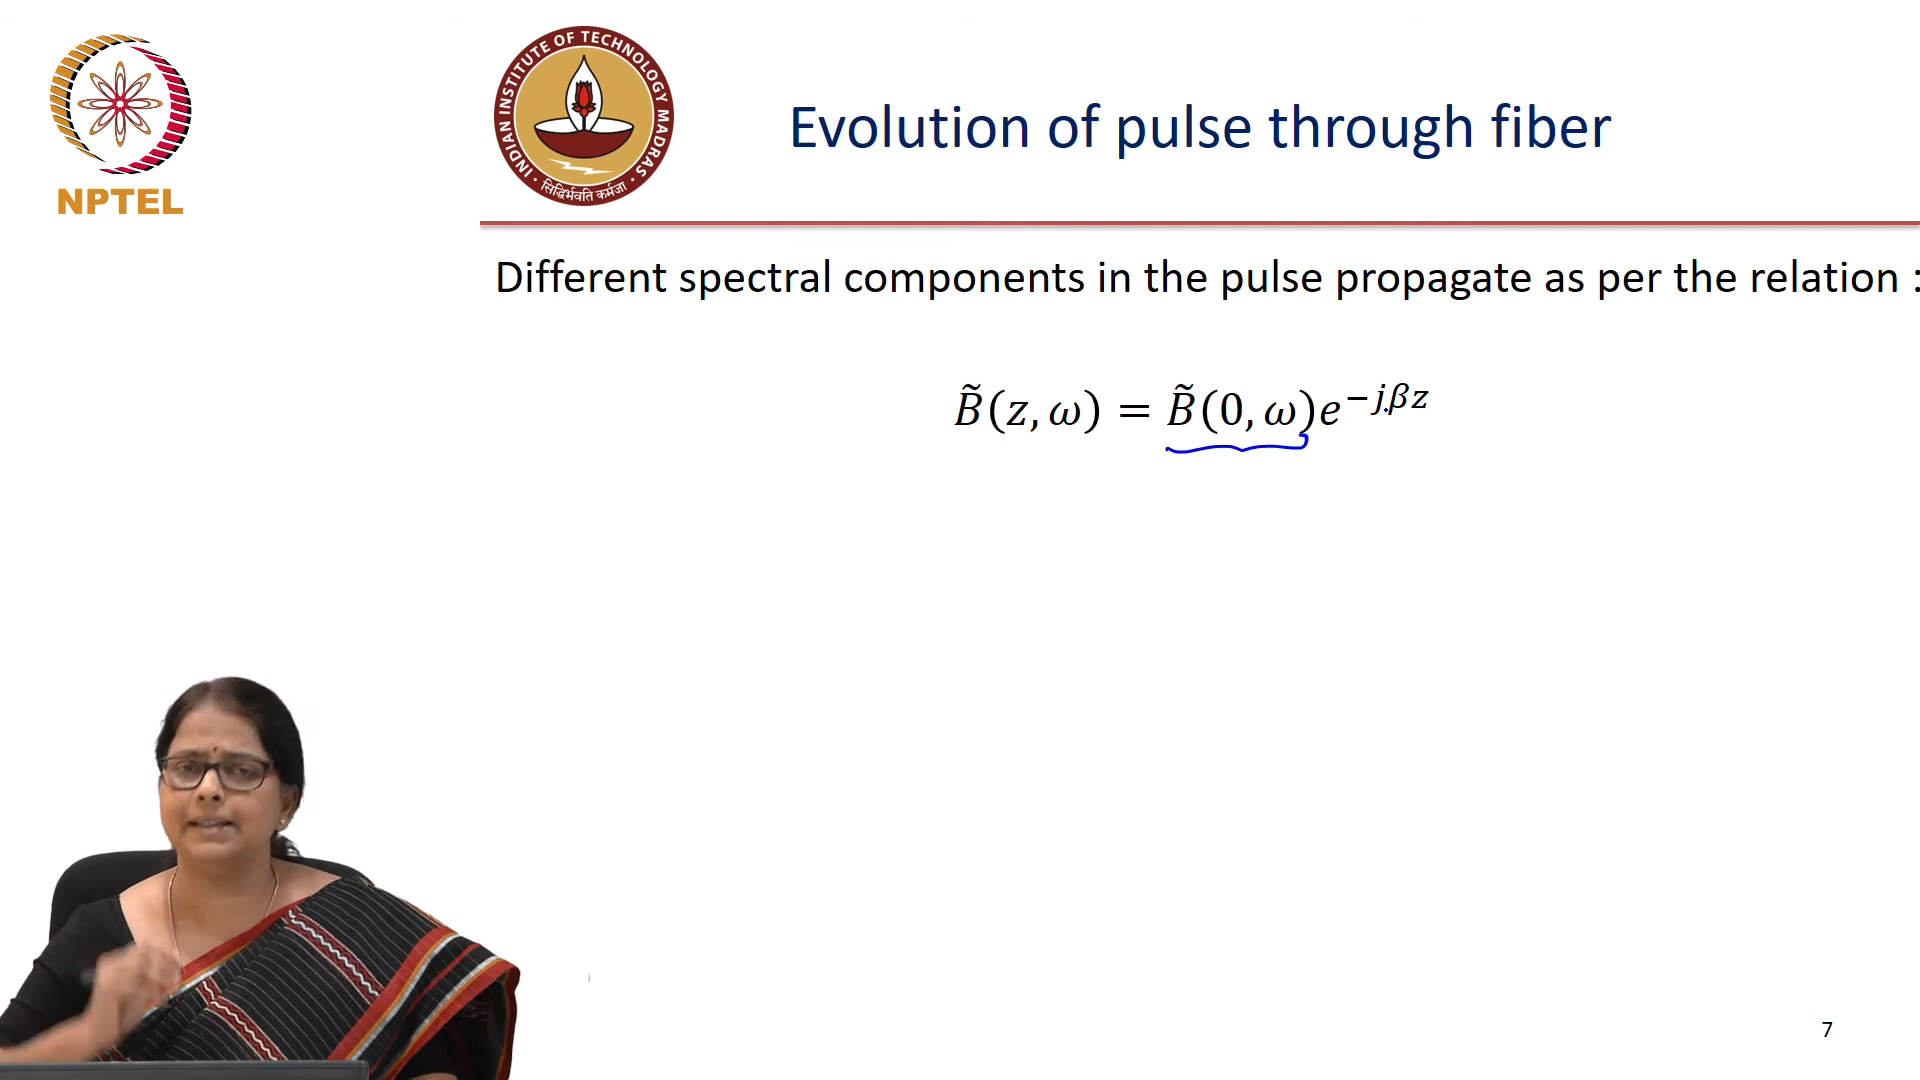 NPTEL
INDIAN INSTITUTE OF TECHNOLOGY MADRAS
सिद्धिर्भवति कर्मजा
Evolution of pulse through fiber
Different spectral components in the pulse propagate as per the relation :
B̃(z, ω) = B̃(0, ω)e^{−jβz}
7